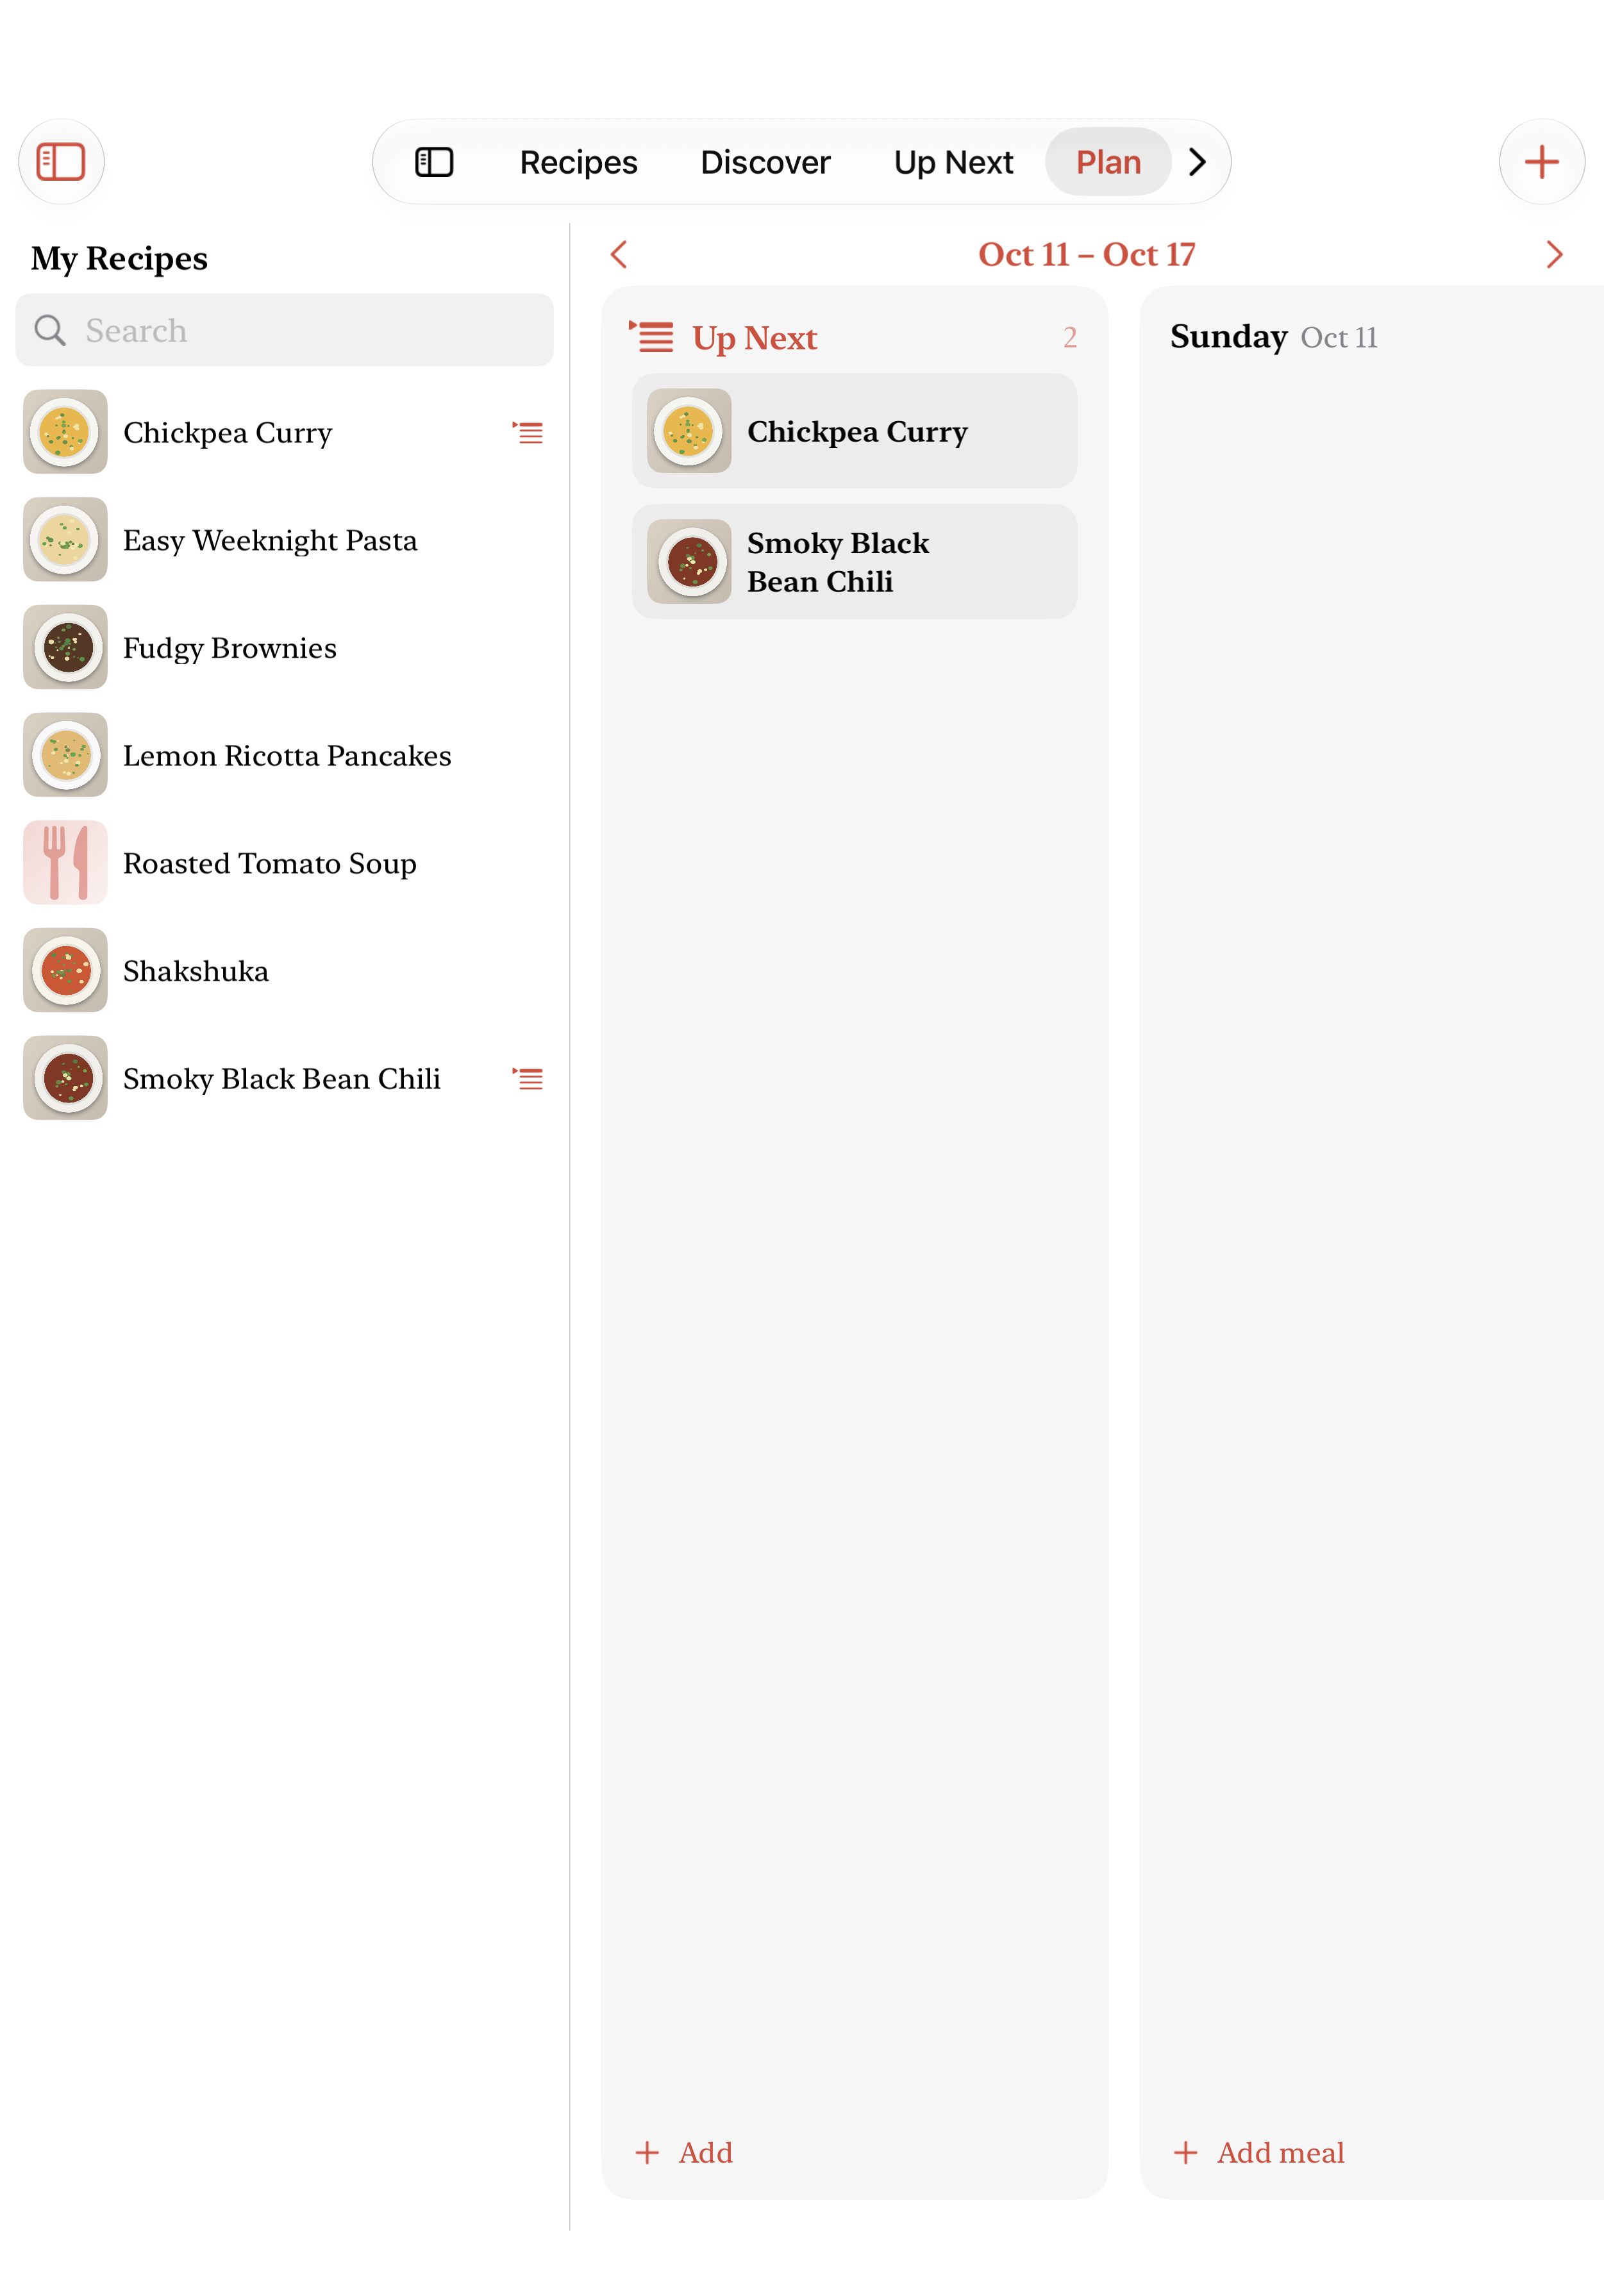 Recipes
Discover
Up Next
Plan
My Recipes
Search
Chickpea Curry
Easy Weeknight Pasta
Fudgy Brownies
Lemon Ricotta Pancakes
Roasted Tomato Soup
Shakshuka
Smoky Black Bean Chili
Oct 11 – Oct 17
Up Next 2
Chickpea Curry
Smoky Black
Bean Chili
Add
Sunday Oct 11
Add meal